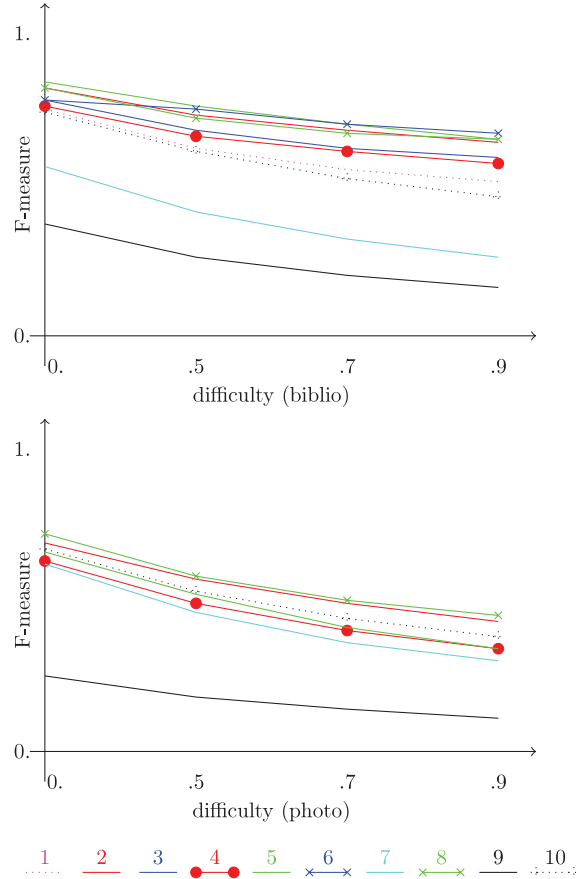 1.
F-measure
0.
0. .5 .7 .9
difficulty (biblio)
1.
F-measure
0.
0. .5 .7 .9
difficulty (photo)
1 2 3 4 5 6 7 8 9 10